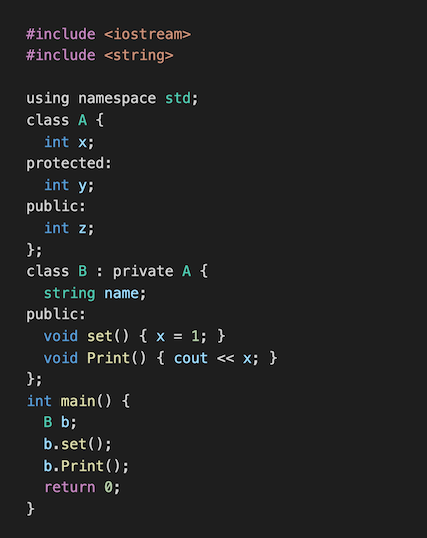 #include <iostream>
#include <string>

using namespace std;
class A {
  int x;
protected:
  int y;
public:
  int z;
};
class B : private A {
  string name;
public:
  void set() { x = 1; }
  void Print() { cout << x; }
};
int main() {
  B b;
  b.set();
  b.Print();
  return 0;
}